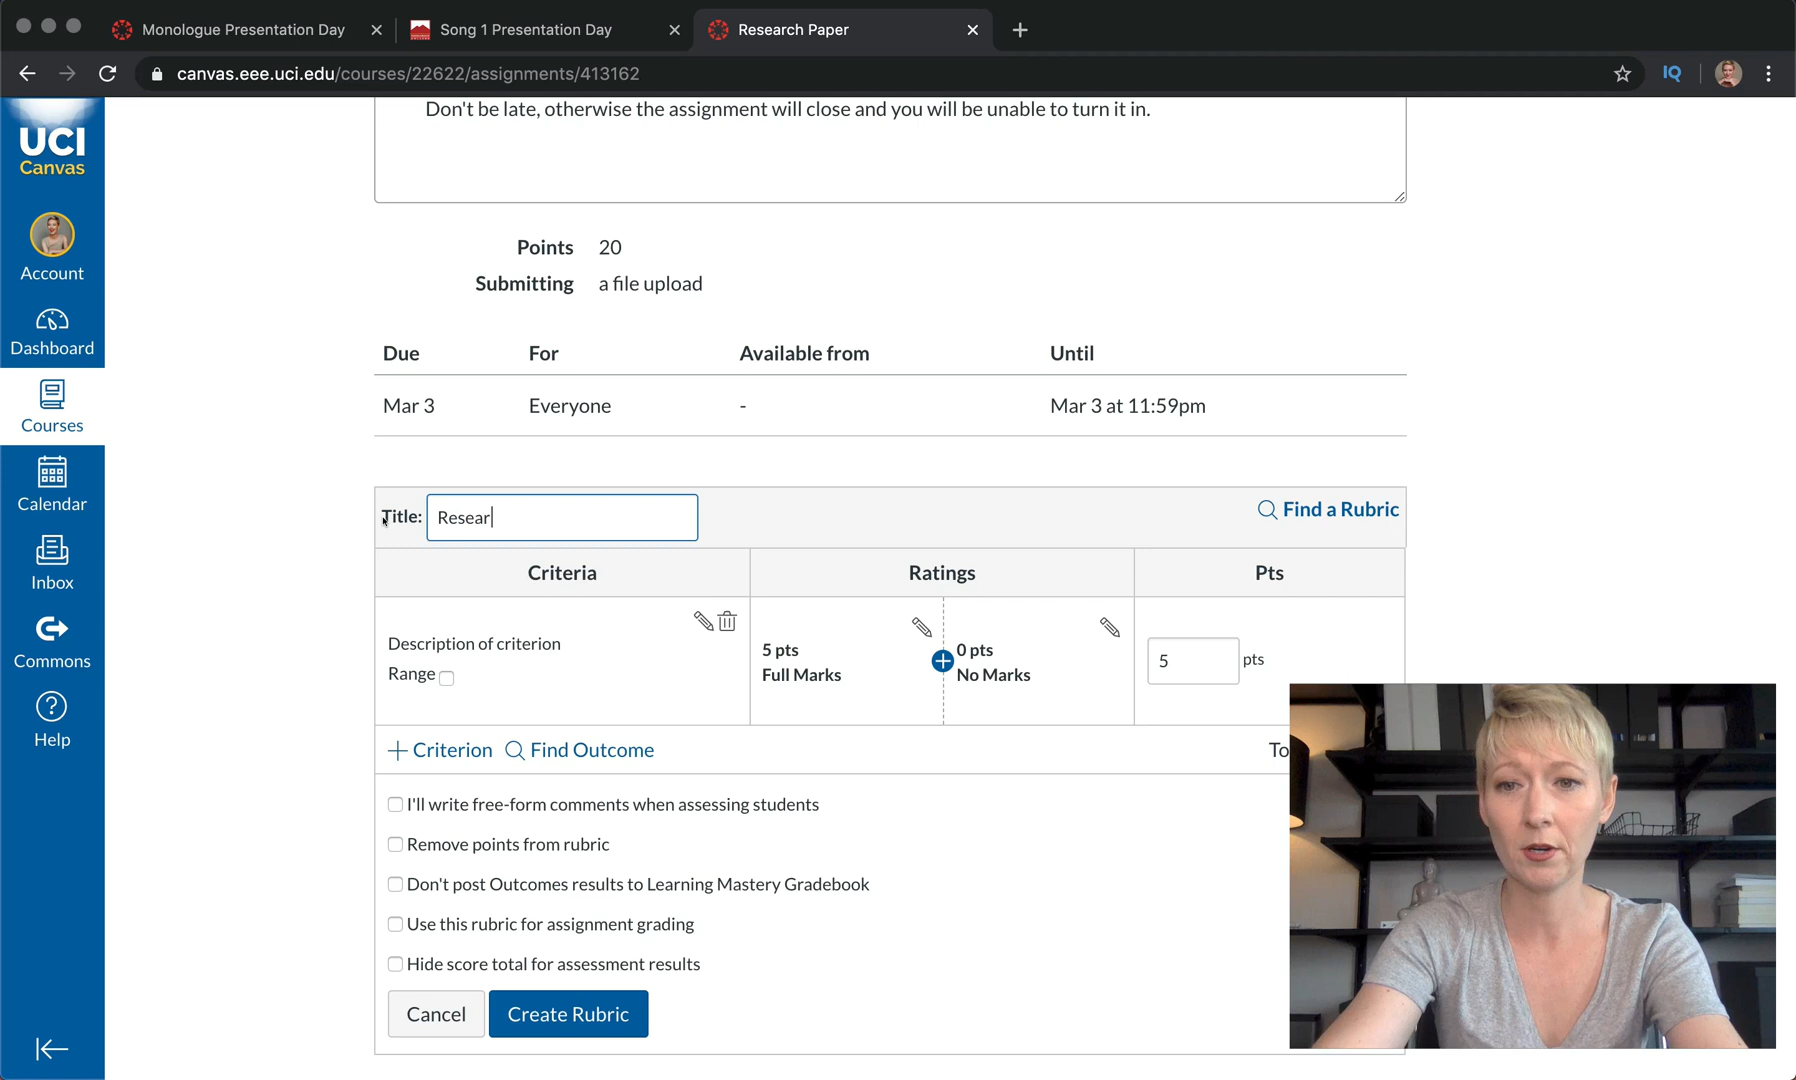 Monologue Presentation Day
Song 1 Presentation Day
Research Paper
canvas.eee.uci.edu/courses/22622/assignments/413162
IQ
UCI
Canvas
Account
Dashboard
Courses
Calendar
Inbox
Commons
Help
Don't be late, otherwise the assignment will close and you will be unable to turn it in.
Points 20
Submitting a file upload
Due For Available from Until
Mar 3 Everyone - Mar 3 at 11:59pm
Title: Resear
Find a Rubric
Criteria Ratings Pts
Description of criterion
Range
5 pts
Full Marks
0 pts
No Marks
5 pts
Criterion Find Outcome To
I'll write free-form comments when assessing students
Remove points from rubric
Don't post Outcomes results to Learning Mastery Gradebook
Use this rubric for assignment grading
Hide score total for assessment results
Cancel Create Rubric